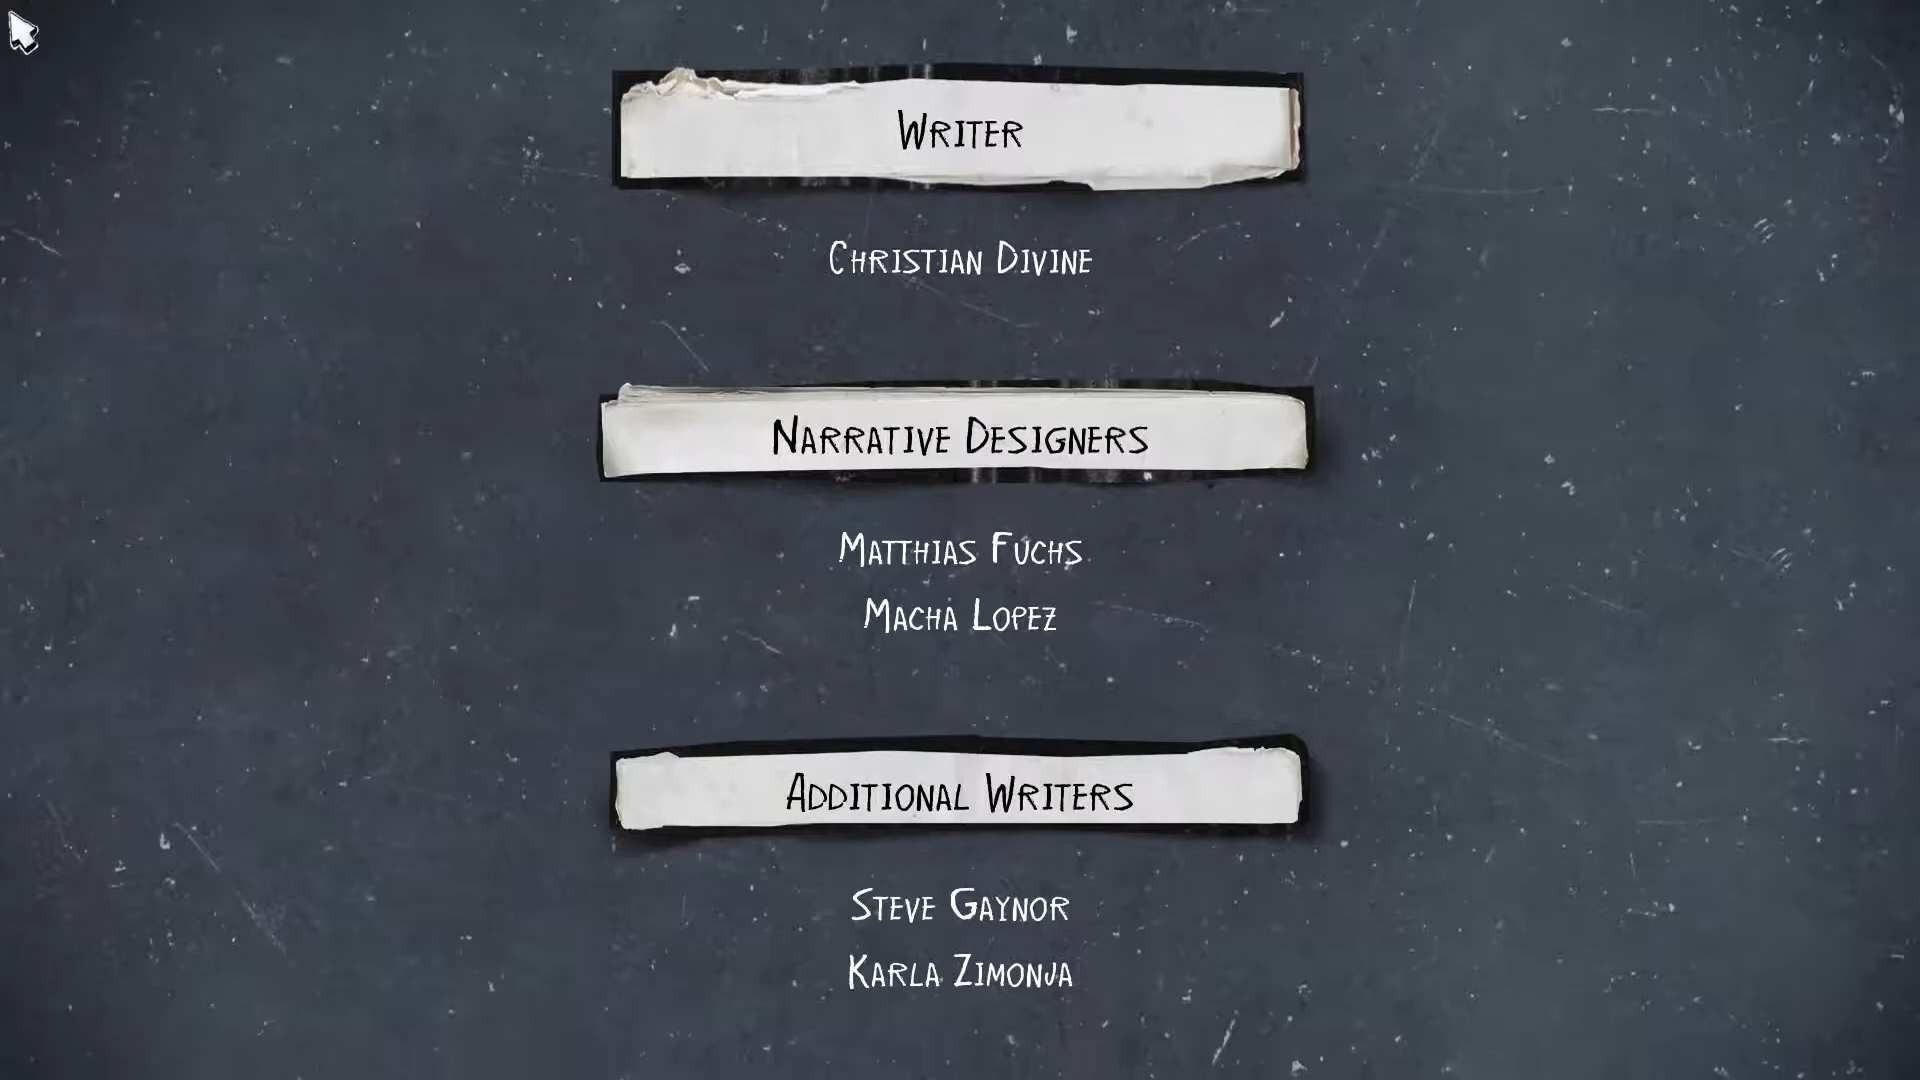 Writer
Christian Divine
Narrative Designers
Matthias Fuchs
Macha Lopez
Additional Writers
Steve Gaynor
Karla Zimonja